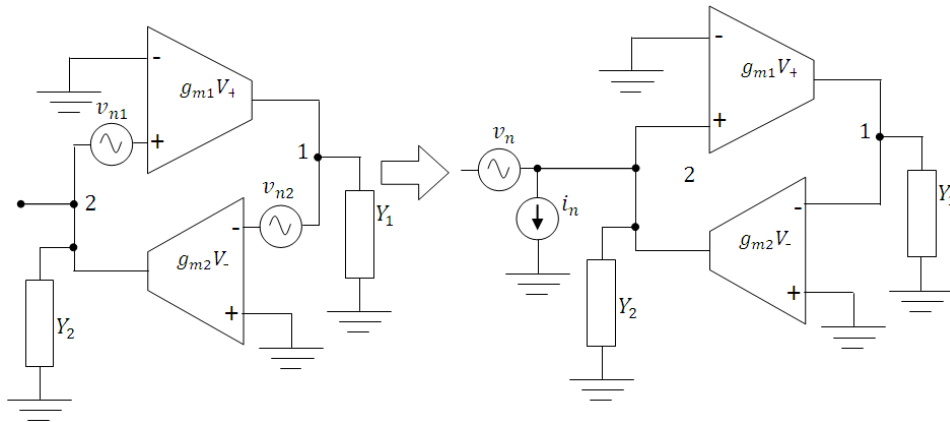 -
g_{m1}V_+
v_{n1}
+
1
2
v_{n2}
-
g_{m2}V_-
+
Y_1
Y_2
v_n
i_n
-
g_{m1}V_+
+
1
2
-
g_{m2}V_-
+
Y_2